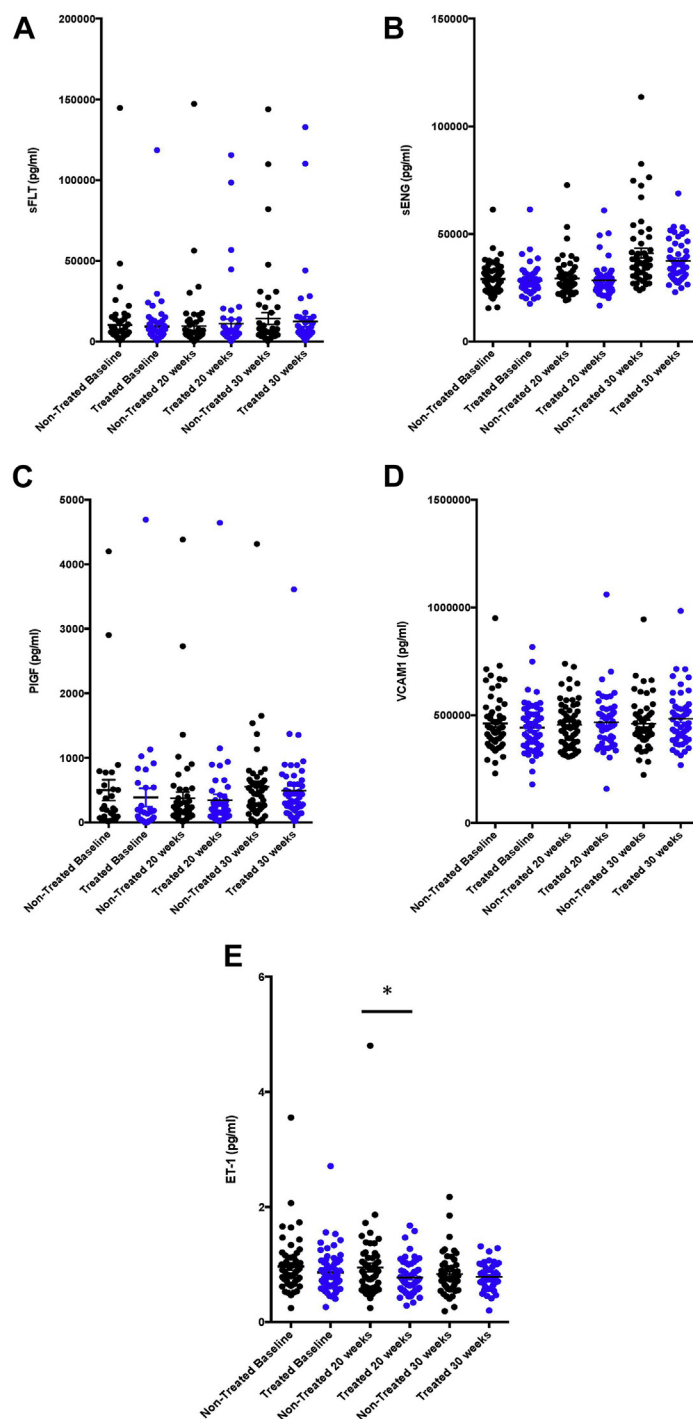 A
200000
150000
100000
50000
0
sFLT (pg/ml)
Non-Treated Baseline
Treated Baseline
Non-Treated 20 weeks
Treated 20 weeks
Non-Treated 30 weeks
Treated 30 weeks
B
150000
100000
50000
0
sENG (pg/ml)
Non-Treated Baseline
Treated Baseline
Non-Treated 20 weeks
Treated 20 weeks
Non-Treated 30 weeks
Treated 30 weeks
C
5000
4000
3000
2000
1000
0
PlGF (pg/ml)
Non-Treated Baseline
Treated Baseline
Non-Treated 20 weeks
Treated 20 weeks
Non-Treated 30 weeks
Treated 30 weeks
D
1500000
1000000
500000
0
VCAM1 (pg/ml)
Non-Treated Baseline
Treated Baseline
Non-Treated 20 weeks
Treated 20 weeks
Non-Treated 30 weeks
Treated 30 weeks
E
6
4
2
0
ET-1 (pg/ml)
*
Non-Treated Baseline
Treated Baseline
Non-Treated 20 weeks
Treated 20 weeks
Non-Treated 30 weeks
Treated 30 weeks